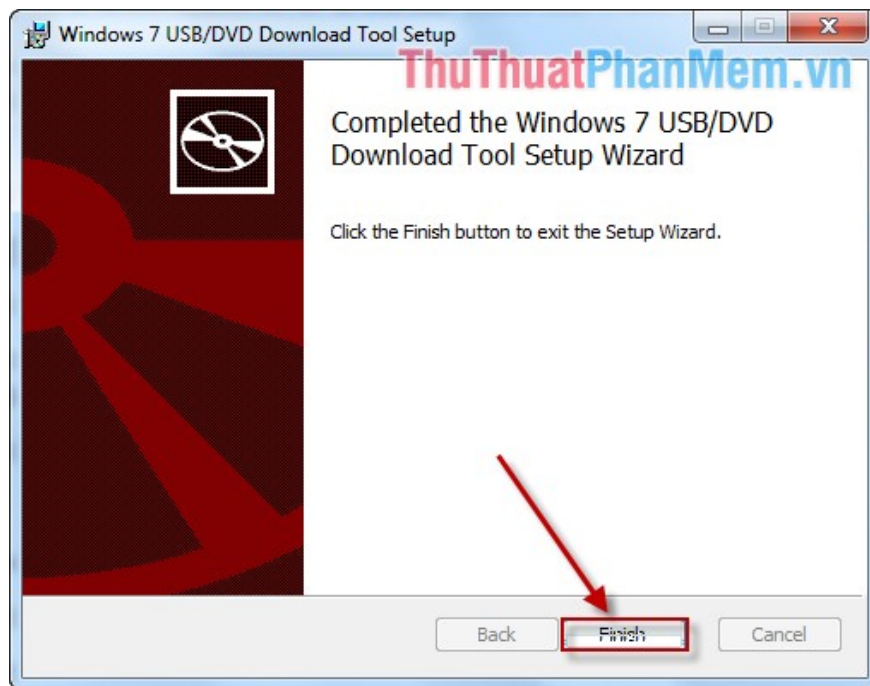 Windows 7 USB/DVD Download Tool Setup
ThuThuatPhanMem.vn
Completed the Windows 7 USB/DVD
Download Tool Setup Wizard
Click the Finish button to exit the Setup Wizard.
Back Finish Cancel